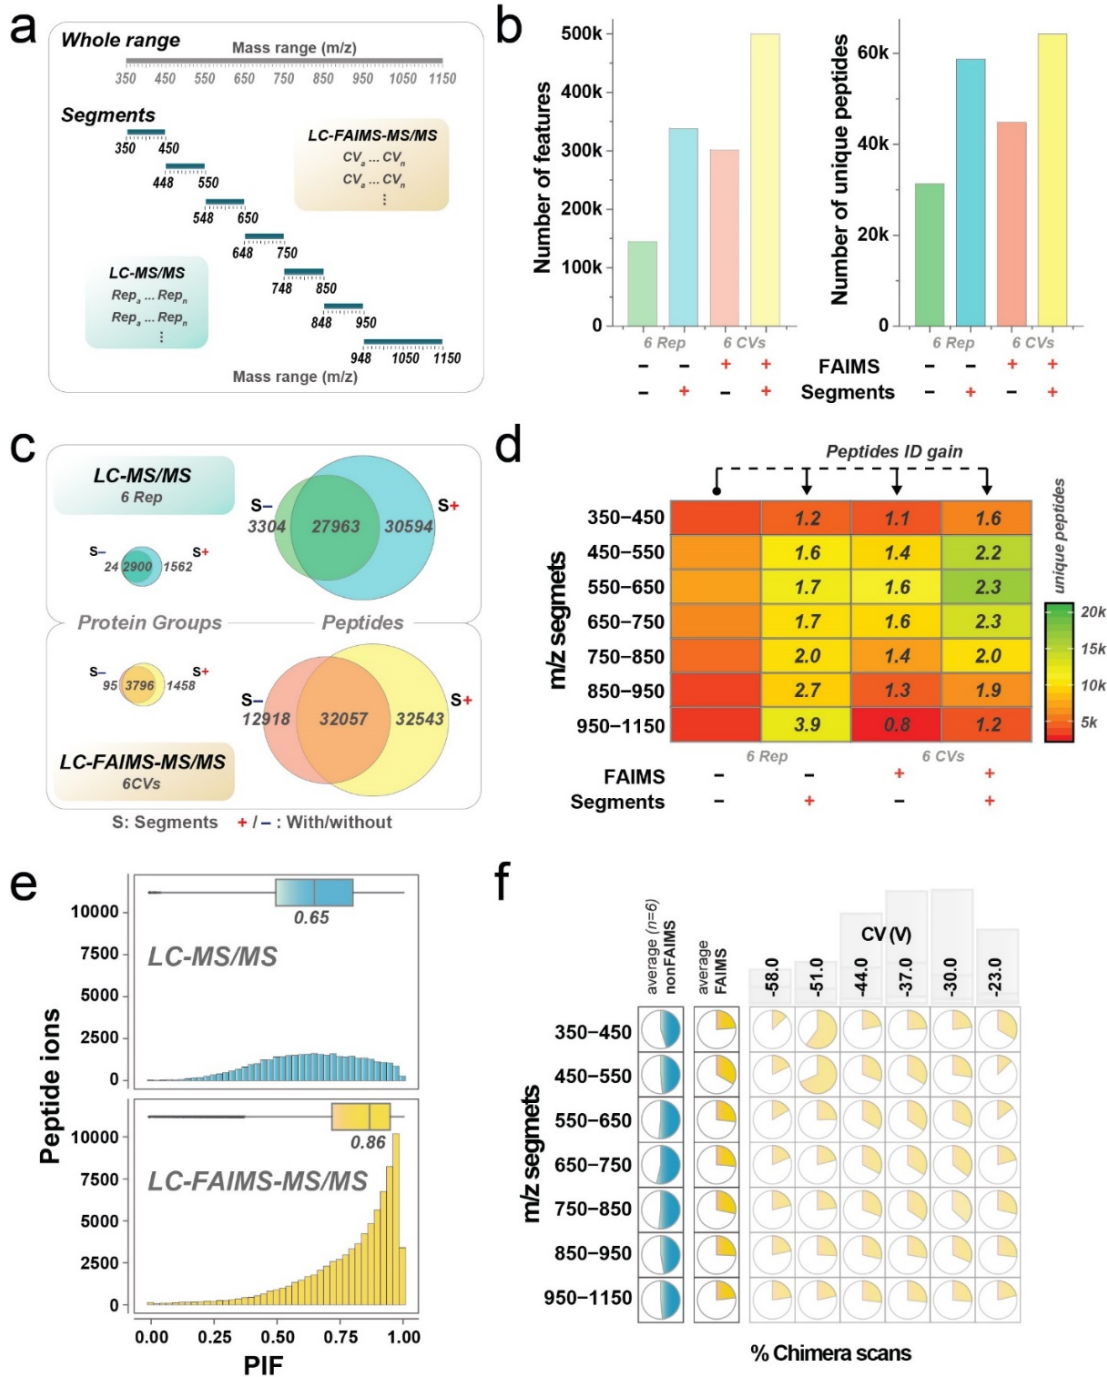 a
Whole range
Mass range (m/z)
350 450 550 650 750 850 950 1050 1150
Segments
350 450
448 550
548 650
648 750
748 850
848 950
948 1050 1150
LC-FAIMS-MS/MS
CVa ... CVn
CVa ... CVn
⋮
LC-MS/MS
Repa ... Repn
Repa ... Repn
⋮
Mass range (m/z)
b
Number of features
500k
400k
300k
200k
100k
0
6 Rep 6 CVs
– – + +
– + – +
Number of unique peptides
60k
40k
20k
0
6 Rep 6 CVs
FAIMS – – + +
Segments – + – +
c
LC-MS/MS
6 Rep
S– S+
24 2900 1562
S– S+
3304 27963 30594
Protein Groups Peptides
S– S+
95 3796 1458
S– S+
12918 32057 32543
LC-FAIMS-MS/MS
6CVs
S: Segments + / – : With/without
d
Peptides ID gain
m/z segmets
350–450 1.2 1.1 1.6
450–550 1.6 1.4 2.2
550–650 1.7 1.6 2.3
650–750 1.7 1.6 2.3
750–850 2.0 1.4 2.0
850–950 2.7 1.3 1.9
950–1150 3.9 0.8 1.2
6 Rep 6 CVs
FAIMS – – + +
Segments – + – +
unique peptides
20k
15k
10k
5k
e
Peptide ions
10000
7500
5000
2500
0
0.65
LC-MS/MS
10000
7500
5000
2500
0
0.86
LC-FAIMS-MS/MS
0.00 0.25 0.50 0.75 1.00
PIF
f
average (n=6)
nonFAIMS
average
FAIMS
CV (V)
-58.0 -51.0 -44.0 -37.0 -30.0 -23.0
m/z segmets
350–450
450–550
550–650
650–750
750–850
850–950
950–1150
% Chimera scans